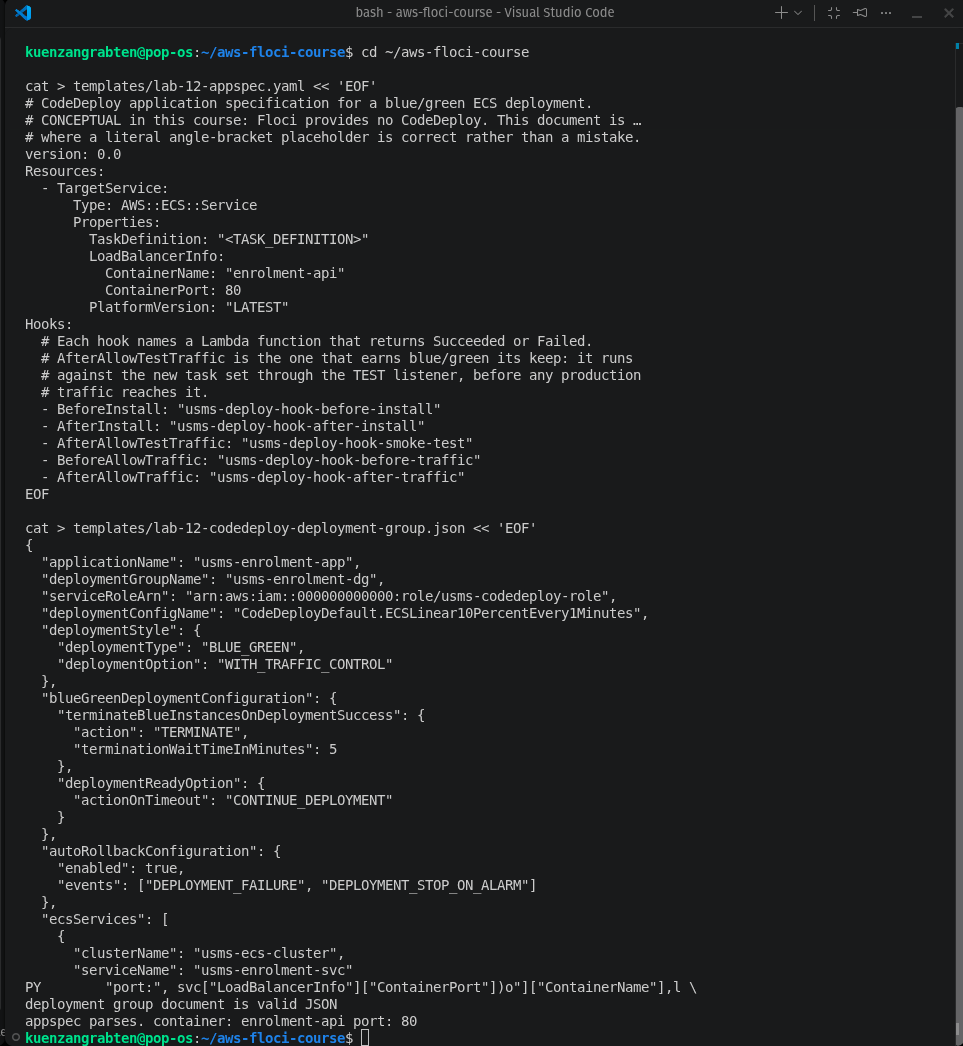 bash - aws-floci-course - Visual Studio Code
kuenzangrabten@pop-os:~/aws-floci-course$ cd ~/aws-floci-course

cat > templates/lab-12-appspec.yaml << 'EOF'
# CodeDeploy application specification for a blue/green ECS deployment.
# CONCEPTUAL in this course: Floci provides no CodeDeploy. This document is …
# where a literal angle-bracket placeholder is correct rather than a mistake.
version: 0.0
Resources:
  - TargetService:
      Type: AWS::ECS::Service
      Properties:
        TaskDefinition: "<TASK_DEFINITION>"
        LoadBalancerInfo:
          ContainerName: "enrolment-api"
          ContainerPort: 80
        PlatformVersion: "LATEST"
Hooks:
  # Each hook names a Lambda function that returns Succeeded or Failed.
  # AfterAllowTestTraffic is the one that earns blue/green its keep: it runs
  # against the new task set through the TEST listener, before any production
  # traffic reaches it.
  - BeforeInstall: "usms-deploy-hook-before-install"
  - AfterInstall: "usms-deploy-hook-after-install"
  - AfterAllowTestTraffic: "usms-deploy-hook-smoke-test"
  - BeforeAllowTraffic: "usms-deploy-hook-before-traffic"
  - AfterAllowTraffic: "usms-deploy-hook-after-traffic"
EOF

cat > templates/lab-12-codedeploy-deployment-group.json << 'EOF'
{
  "applicationName": "usms-enrolment-app",
  "deploymentGroupName": "usms-enrolment-dg",
  "serviceRoleArn": "arn:aws:iam::000000000000:role/usms-codedeploy-role",
  "deploymentConfigName": "CodeDeployDefault.ECSLinear10PercentEvery1Minutes",
  "deploymentStyle": {
    "deploymentType": "BLUE_GREEN",
    "deploymentOption": "WITH_TRAFFIC_CONTROL"
  },
  "blueGreenDeploymentConfiguration": {
    "terminateBlueInstancesOnDeploymentSuccess": {
      "action": "TERMINATE",
      "terminationWaitTimeInMinutes": 5
    },
    "deploymentReadyOption": {
      "actionOnTimeout": "CONTINUE_DEPLOYMENT"
    }
  },
  "autoRollbackConfiguration": {
    "enabled": true,
    "events": ["DEPLOYMENT_FAILURE", "DEPLOYMENT_STOP_ON_ALARM"]
  },
  "ecsServices": [
    {
      "clusterName": "usms-ecs-cluster",
      "serviceName": "usms-enrolment-svc"
PY        "port:", svc["LoadBalancerInfo"]["ContainerPort"])o"]["ContainerName"],l \
deployment group document is valid JSON
appspec parses. container: enrolment-api port: 80
kuenzangrabten@pop-os:~/aws-floci-course$